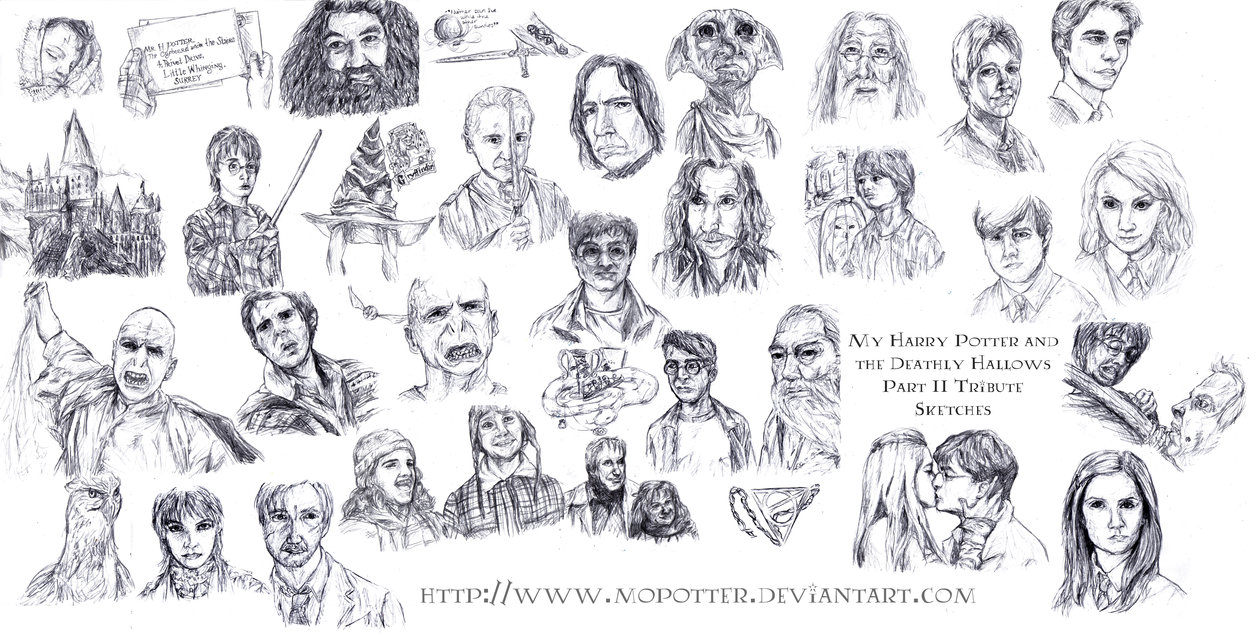 Mr. H. POTTER
The Cupboard under the Stairs
4 Privet Drive,
Little Whinging,
SURREY
Gryffindor
My Harry Potter and
the Deathly Hallows
Part II Tribute
Sketches
http://www.mopotter.deviantart.com